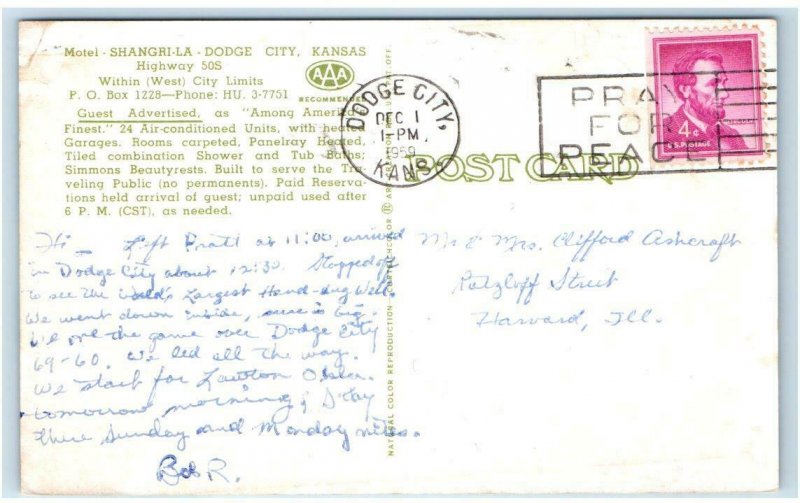 Motel - SHANGRI-LA - DODGE CITY, KANSAS
Highway 50S
Within (West) City Limits
P. O. Box 1228—Phone: HU. 3-7751
AAA
RECOMMENDED
Guest Advertised, as "Among America's
Finest." 24 Air-conditioned Units, with heated
Garages. Rooms carpeted, Panelray Heated,
Tiled combination Shower and Tub Baths;
Simmons Beautyrests. Built to serve the Tra-
veling Public (no permanents). Paid Reserva-
tions held arrival of guest; unpaid used after
6 P. M. (CST), as needed.
DODGE CITY,
DEC 1
1-PM
1959
KANS.
PRAY
FOR
PEACE
4¢
U.S. POSTAGE
POST CARD
NATURAL COLOR REPRODUCTION
Hi - Left Pratt at 11:00, arrived
in Dodge City about 12:30. Stopped off
to see the World's Largest Hand-dug Well.
We went down inside, sure is big.
We won the game over Dodge City
69-60. We led all the way.
We start for Lawton Okla.
tomorrow morning; Stay
there Sunday and Monday nites.
Bob R.
Mr & Mrs. Clifford Ashcraft
Ratzlaff Street
Harvard, Ill.